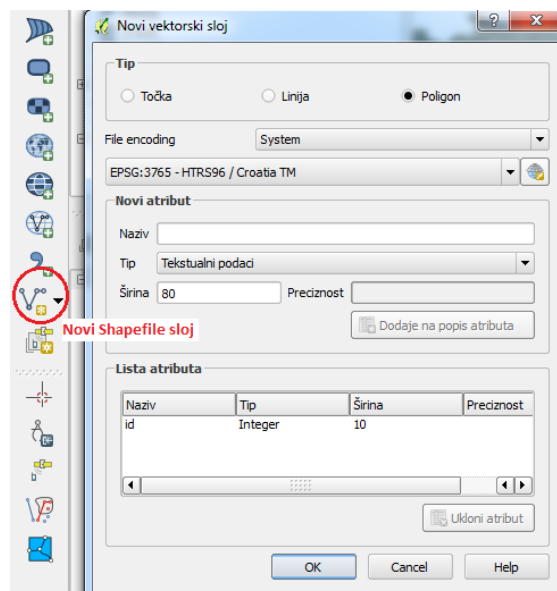 Novi vektorski sloj
Tip
Točka
Linija
Poligon
File encoding
System
EPSG:3765 - HTRS96 / Croatia TM
Novi atribut
Naziv
Tip
Tekstualni podaci
Širina
80
Preciznost
Dodaje na popis atributa
Novi Shapefile sloj
Lista atributa
Naziv Tip Širina Preciznost
id Integer 10
Ukloni atribut
OK
Cancel
Help